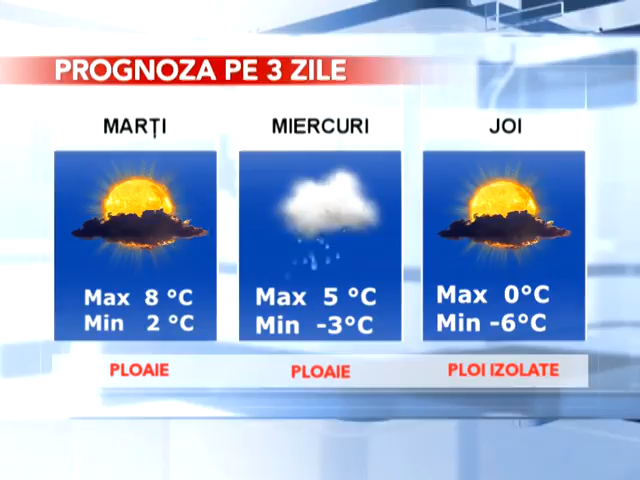 PROGNOZA PE 3 ZILE
MARȚI
MIERCURI
JOI
Max 8 °C
Min 2 °C
Max 5 °C
Min -3°C
Max 0°C
Min -6°C
PLOAIE
PLOAIE
PLOI IZOLATE